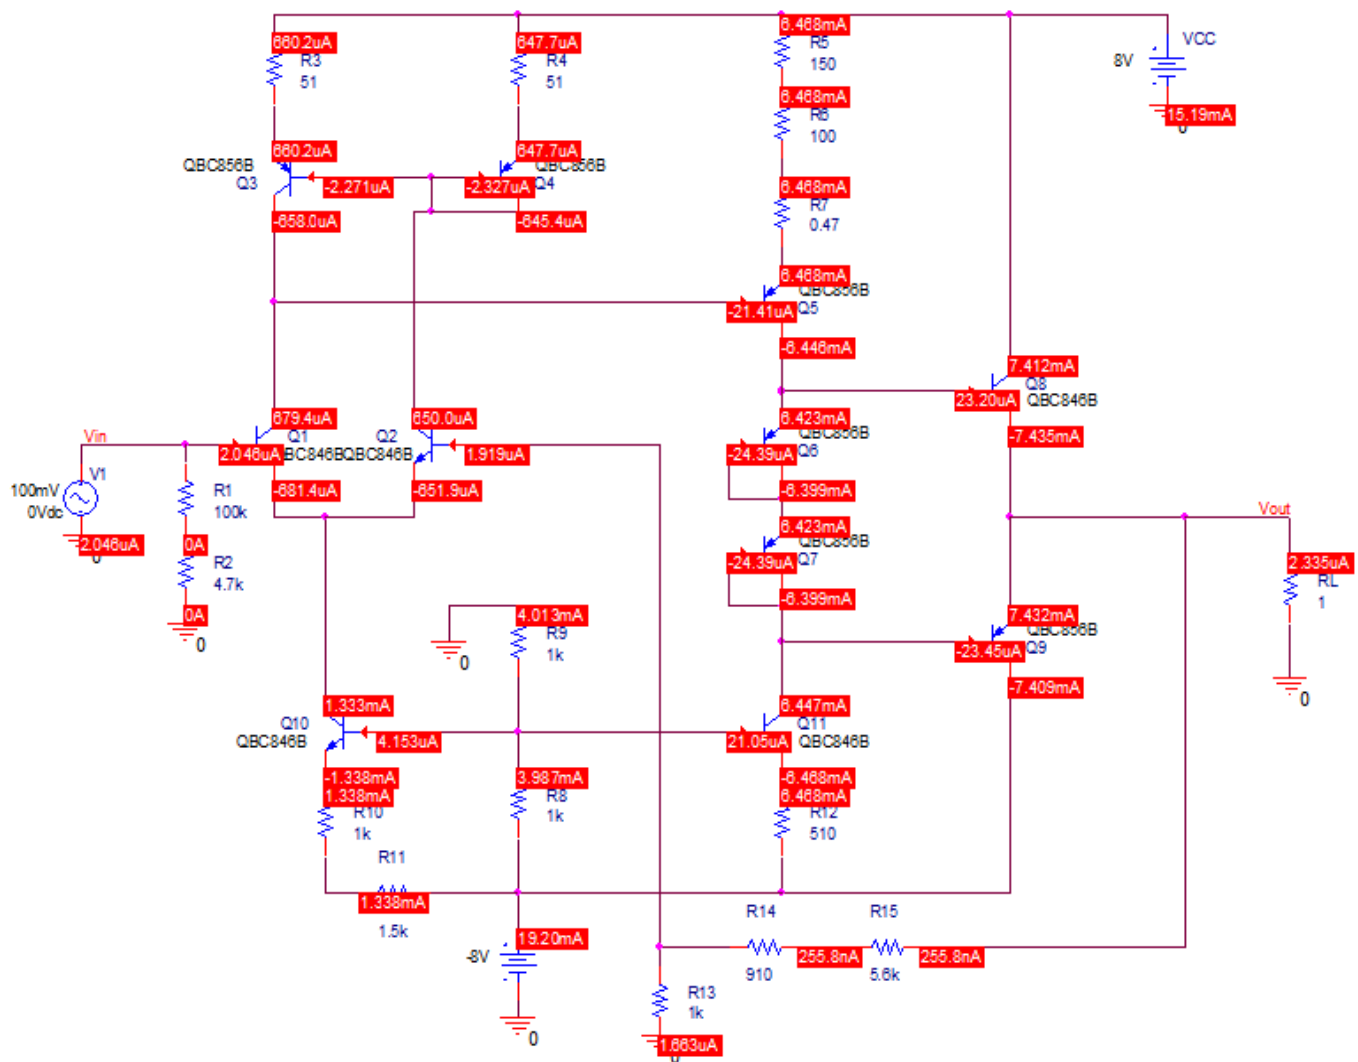 660.2uA
R3
51
647.7uA
R4
51
6.468mA
R5
150
VCC
8V
15.19mA
0
6.468mA
R6
100
660.2uA
QBC856B
Q3
-2.271uA
-658.0uA
647.7uA
QBC856B
-2.327uA
Q4
-645.4uA
6.468mA
R7
0.47
6.468mA
QBC856B
-21.41uA
Q5
-6.446mA
7.412mA
Q8
23.20uA
QBC846B
-7.435mA
679.4uA
Q1
2.046uA
QBC846B
-681.4uA
650.0uA
Q2
QBC846B
1.919uA
-651.9uA
6.423mA
QBC856B
Q6
-24.39uA
-6.399mA
Vin
V1
100mV
0Vdc
2.046uA
0
R1
100k
0A
R2
4.7k
0A
0
6.423mA
QBC856B
-24.39uA
Q7
-6.399mA
Vout
2.335uA
RL
1
0
4.013mA
R9
1k
0
7.432mA
QBC856B
-23.45uA
Q9
-7.409mA
1.333mA
Q10
QBC846B
4.153uA
-1.338mA
1.338mA
R10
1k
6.447mA
Q11
21.05uA
QBC846B
-6.468mA
6.468mA
R12
510
3.987mA
R8
1k
R11
1.338mA
1.5k
19.20mA
-8V
0
R14
910
255.8nA
R15
5.6k
255.8nA
R13
1k
1.663uA
0